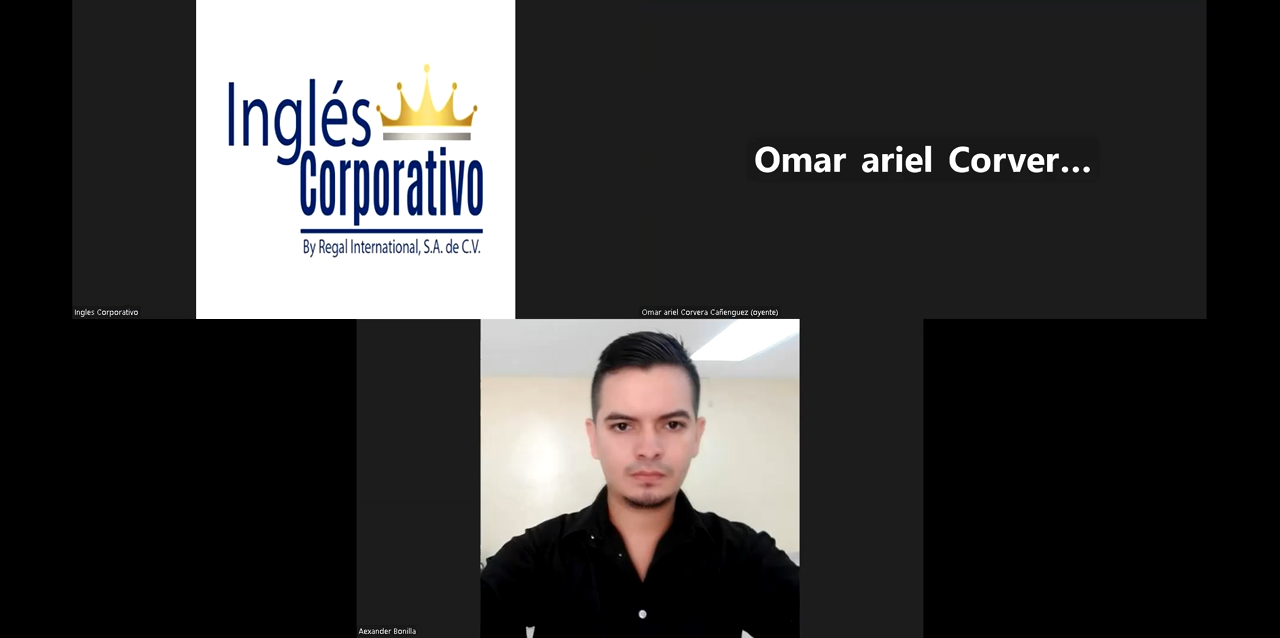 Inglés
Corporativo
By Regal International, S.A. de C.V.
Omar ariel Corver...
Ingles Corporativo
Omar ariel Corvera Cañenguez (oyente)
Aexander Bonilla